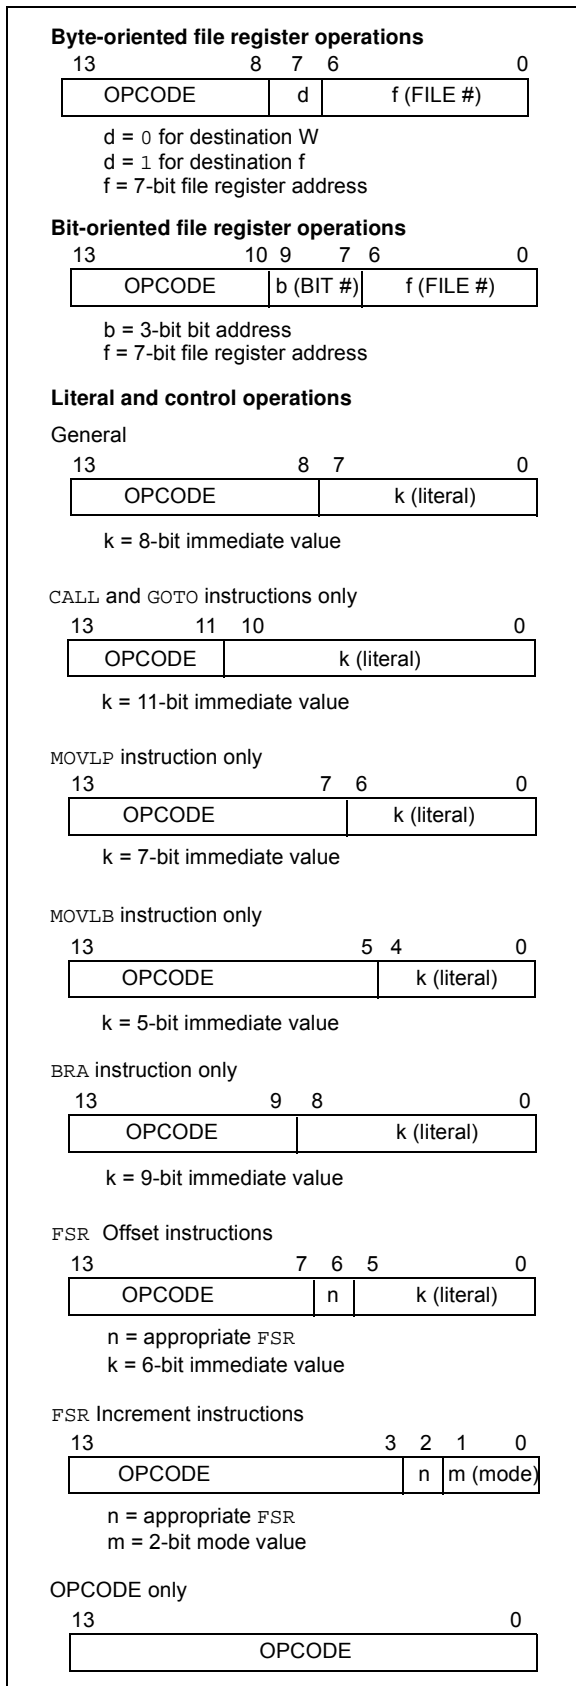 Byte-oriented file register operations
13 8 7 6 0
OPCODE d f (FILE #)
d = 0 for destination W
d = 1 for destination f
f = 7-bit file register address
Bit-oriented file register operations
13 10 9 7 6 0
OPCODE b (BIT #) f (FILE #)
b = 3-bit bit address
f = 7-bit file register address
Literal and control operations
General
13 8 7 0
OPCODE k (literal)
k = 8-bit immediate value
CALL and GOTO instructions only
13 11 10 0
OPCODE k (literal)
k = 11-bit immediate value
MOVLP instruction only
13 7 6 0
OPCODE k (literal)
k = 7-bit immediate value
MOVLB instruction only
13 5 4 0
OPCODE k (literal)
k = 5-bit immediate value
BRA instruction only
13 9 8 0
OPCODE k (literal)
k = 9-bit immediate value
FSR Offset instructions
13 7 6 5 0
OPCODE n k (literal)
n = appropriate FSR
k = 6-bit immediate value
FSR Increment instructions
13 3 2 1 0
OPCODE n m (mode)
n = appropriate FSR
m = 2-bit mode value
OPCODE only
13 0
OPCODE